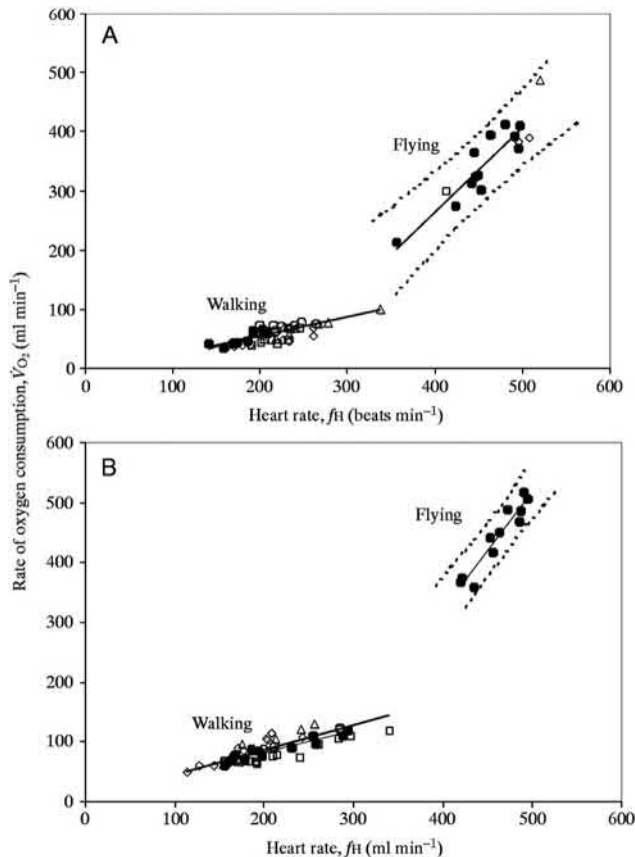 A
600
500
400
300
200
100
0
Flying
Walking
0 100 200 300 400 500 600
Heart rate, fH (beats min−1)
Rate of oxygen consumption, V̇O2 (ml min−1)
B
600
500
400
300
200
100
0
Flying
Walking
0 100 200 300 400 500 600
Heart rate, fH (ml min−1)